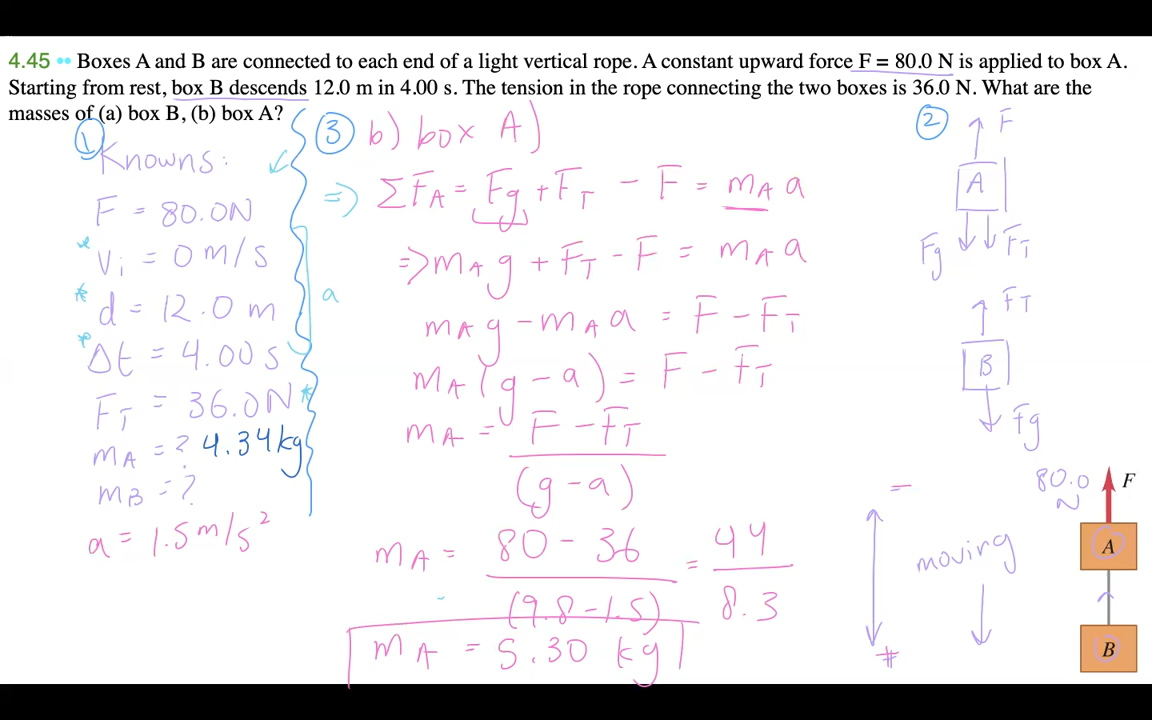 4.45 •• Boxes A and B are connected to each end of a light vertical rope. A constant upward force F = 80.0 N is applied to box A.
Starting from rest, box B descends 12.0 m in 4.00 s. The tension in the rope connecting the two boxes is 36.0 N. What are the
masses of (a) box B, (b) box A?
①
Knowns:
F = 80.0N
* Vi = 0 m/s
* d = 12.0 m
* Δt = 4.00 s
FT = 36.0N *
mA = ? 4.34kg
mB = ?
a = 1.5 m/s²
a
③ b) box A)
=> ΣFA = Fg + FT - F = mA a
=> mA g + FT - F = mA a
mA g - mA a = F - FT
mA (g - a) = F - FT
mA = F - FT
(g - a)
mA = 80 - 36 = 44
(9.8 - 1.5) 8.3
mA = 5.30 kg
②
F
A
Fg FT
FT
B
Fg
-
moving
+
80.0
N
F
A
B